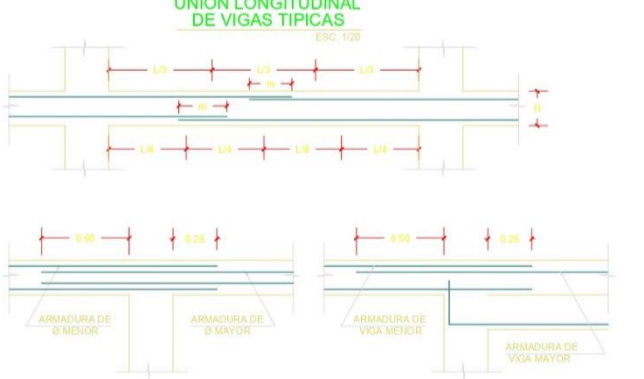 UNION LONGITUDINAL
DE VIGAS TIPICAS
ESC. 1/20
L/3 L/3 L/3
m
m
H
L/4 L/4 L/4 L/4
0.50 0.25 0.50 0.25
ARMADURA DE
Ø MENOR
ARMADURA DE
Ø MAYOR
ARMADURA DE
VIGA MENOR
ARMADURA DE
VIGA MAYOR